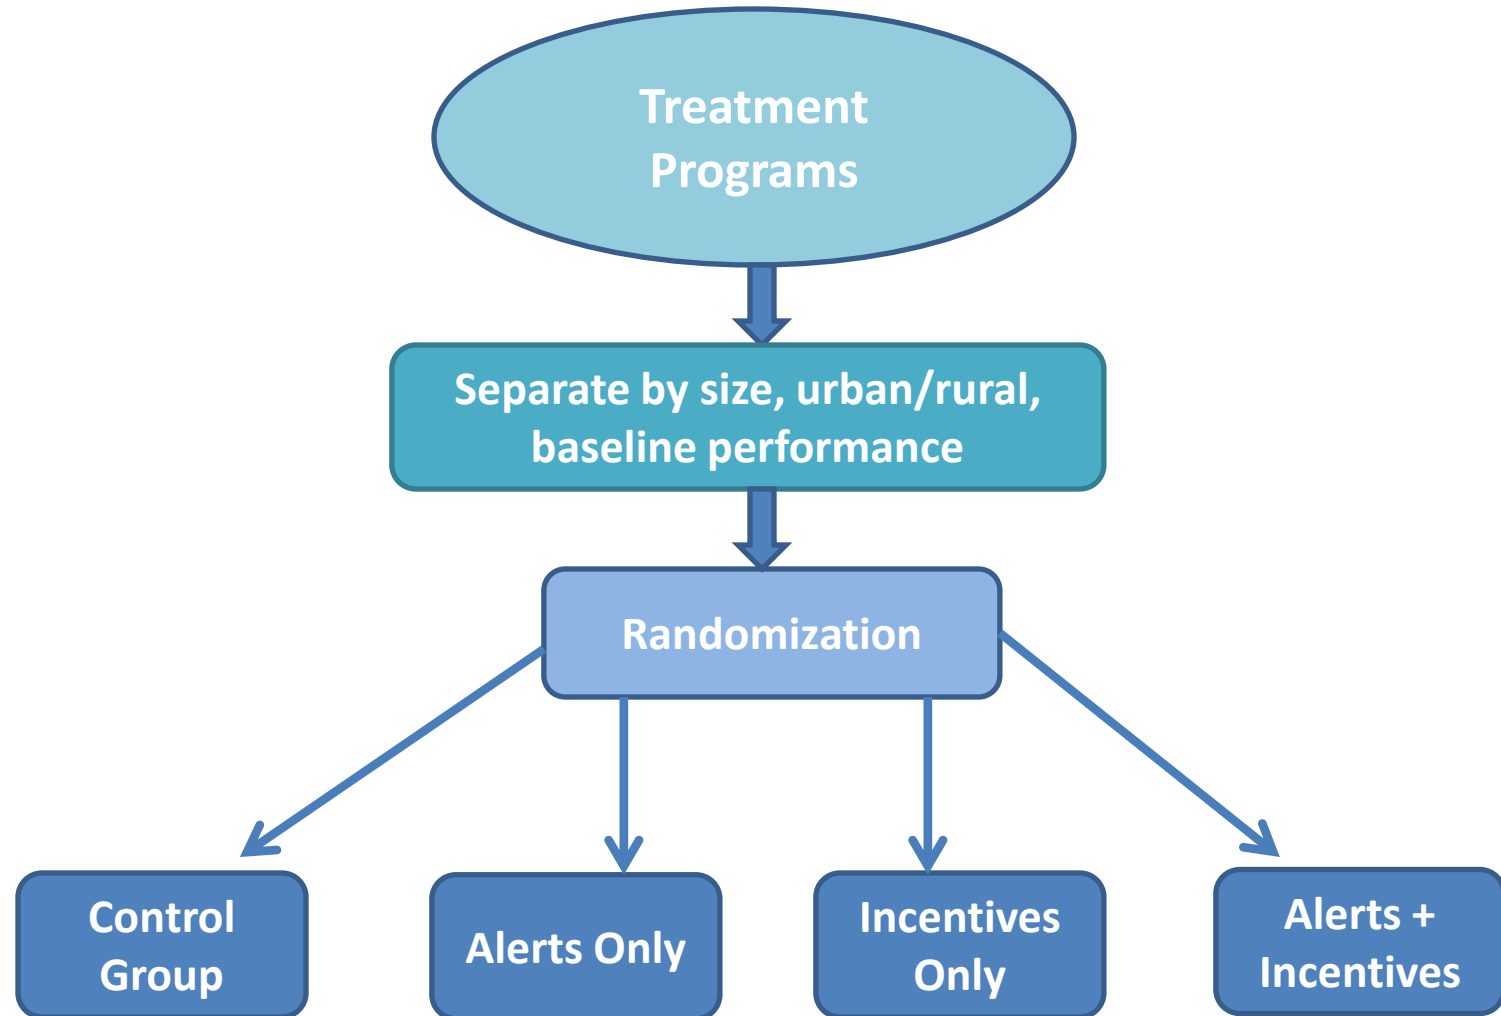 Treatment
Programs
Separate by size, urban/rural,
baseline performance
Randomization
Control
Group
Alerts Only
Incentives
Only
Alerts +
Incentives